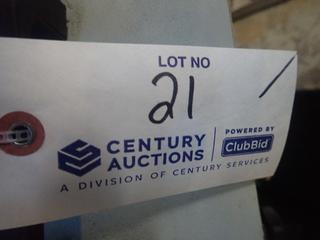 LOT NO
21
CENTURY
AUCTIONS
POWERED BY
ClubBid
A DIVISION OF CENTURY SERVICES